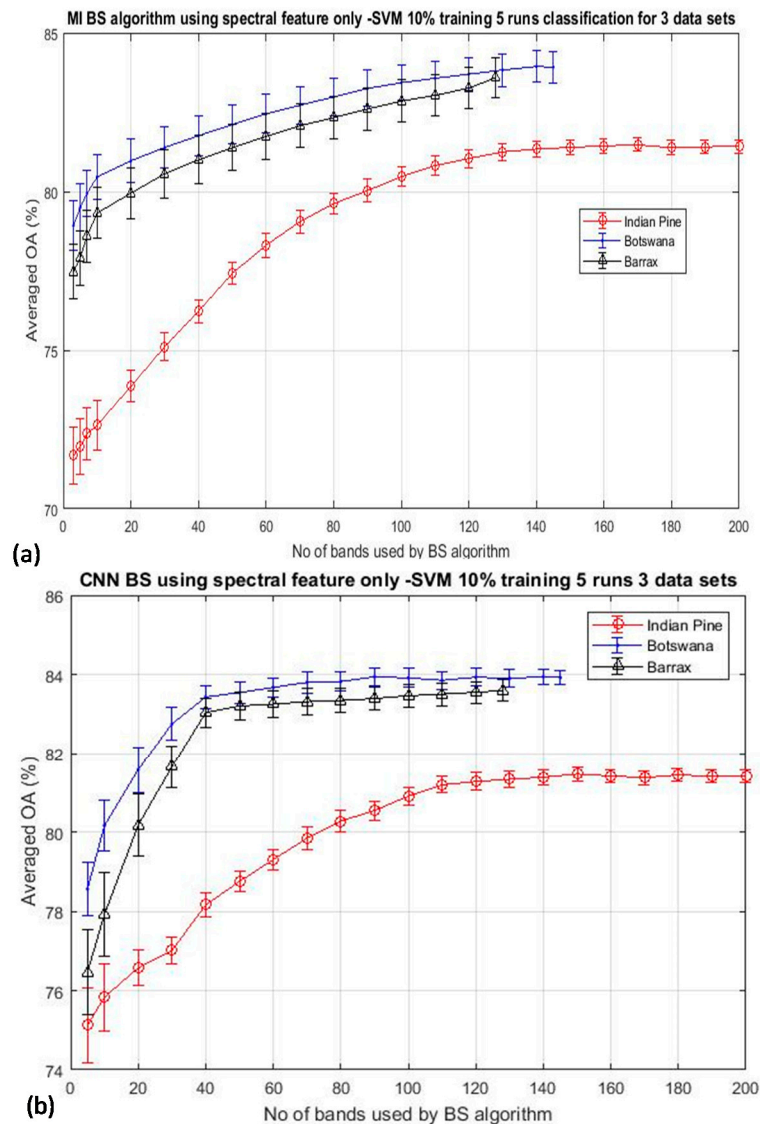 MI BS algorithm using spectral feature only -SVM 10% training 5 runs classification for 3 data sets
85
80
75
70
Averaged OA (%)
Indian Pine
Botswana
Barrax
0 20 40 60 80 100 120 140 160 180 200
No of bands used by BS algorithm
(a)
CNN BS using spectral feature only -SVM 10% training 5 runs 3 data sets
86
84
82
80
78
76
74
Averaged OA (%)
Indian Pine
Botswana
Barrax
0 20 40 60 80 100 120 140 160 180 200
No of bands used by BS algorithm
(b)